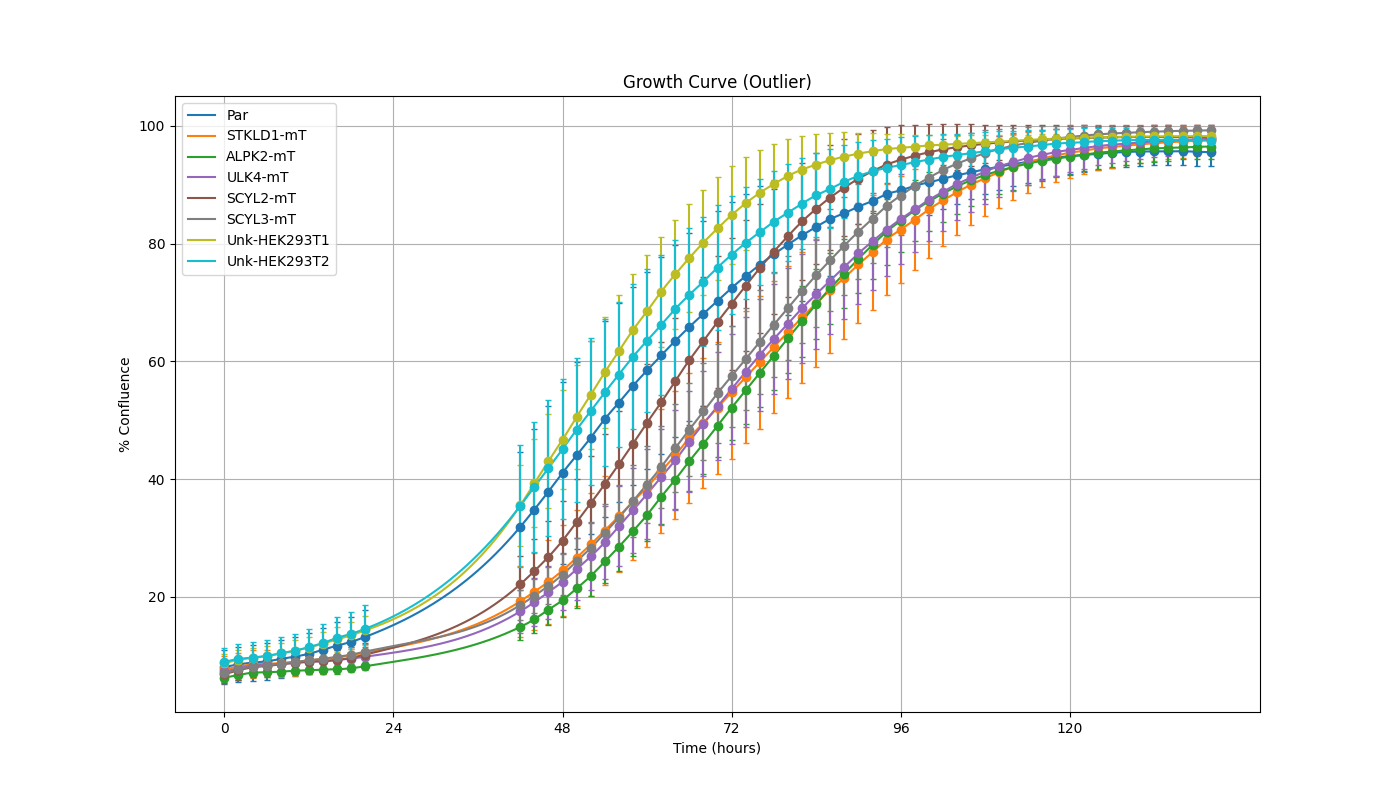 Growth Curve (Outlier)
Par
STKLD1-mT
ALPK2-mT
ULK4-mT
SCYL2-mT
SCYL3-mT
Unk-HEK293T1
Unk-HEK293T2
% Confluence
100
80
60
40
20
0 24 48 72 96 120
Time (hours)